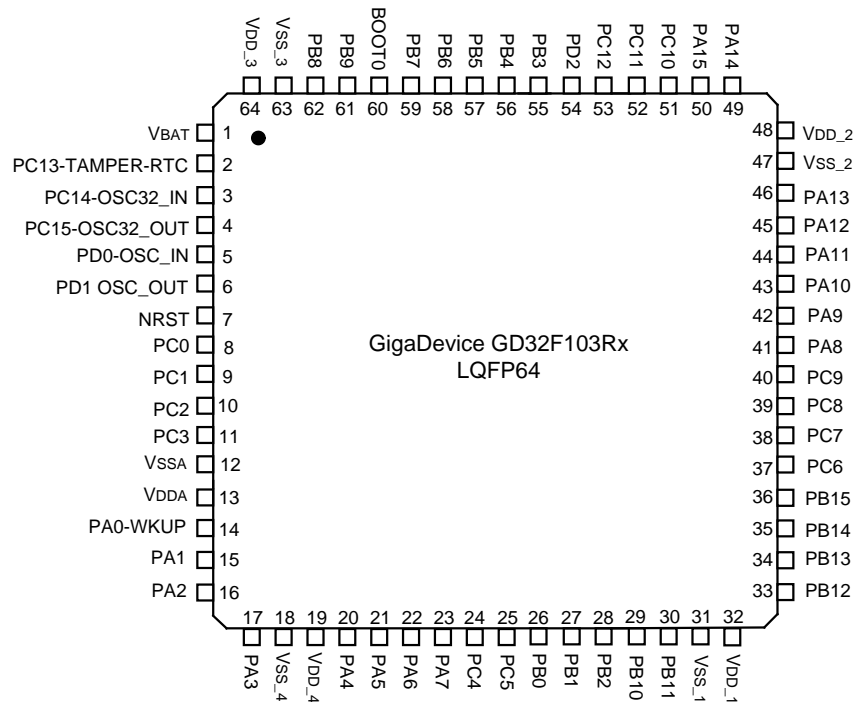 VDD_3 VSS_3 PB8 PB9 BOOT0 PB7 PB6 PB5 PB4 PB3 PD2 PC12 PC11 PC10 PA15 PA14
64 63 62 61 60 59 58 57 56 55 54 53 52 51 50 49
VBAT 1
PC13-TAMPER-RTC 2
PC14-OSC32_IN 3
PC15-OSC32_OUT 4
PD0-OSC_IN 5
PD1 OSC_OUT 6
NRST 7
PC0 8
PC1 9
PC2 10
PC3 11
VSSA 12
VDDA 13
PA0-WKUP 14
PA1 15
PA2 16
GigaDevice GD32F103Rx
LQFP64
48 VDD_2
47 VSS_2
46 PA13
45 PA12
44 PA11
43 PA10
42 PA9
41 PA8
40 PC9
39 PC8
38 PC7
37 PC6
36 PB15
35 PB14
34 PB13
33 PB12
17 18 19 20 21 22 23 24 25 26 27 28 29 30 31 32
PA3 VSS_4 VDD_4 PA4 PA5 PA6 PA7 PC4 PC5 PB0 PB1 PB2 PB10 PB11 VSS_1 VDD_1